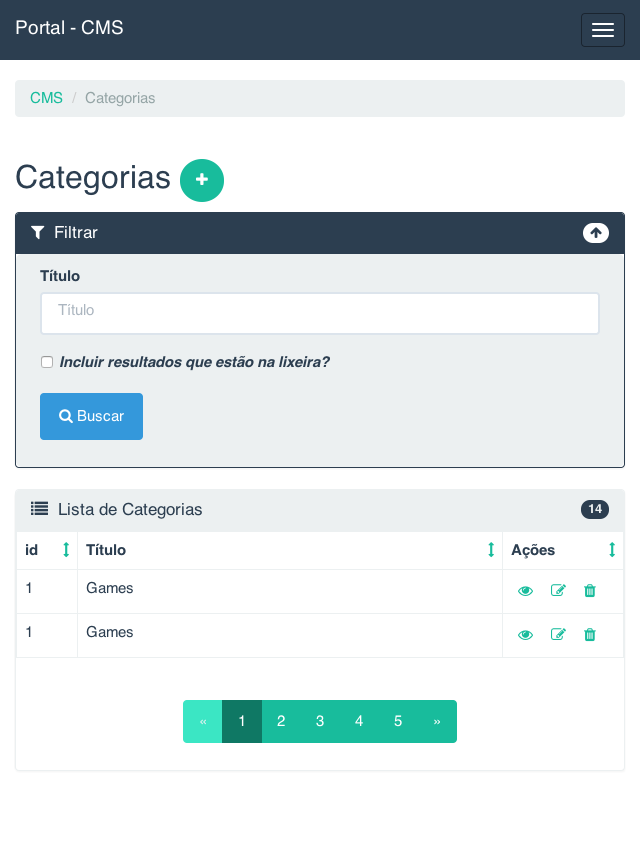 Portal - CMS
CMS / Categorias
Categorias
Filtrar
Título
Título
Incluir resultados que estão na lixeira?
Buscar
Lista de Categorias 14
id Título Ações
1 Games
1 Games
« 1 2 3 4 5 »